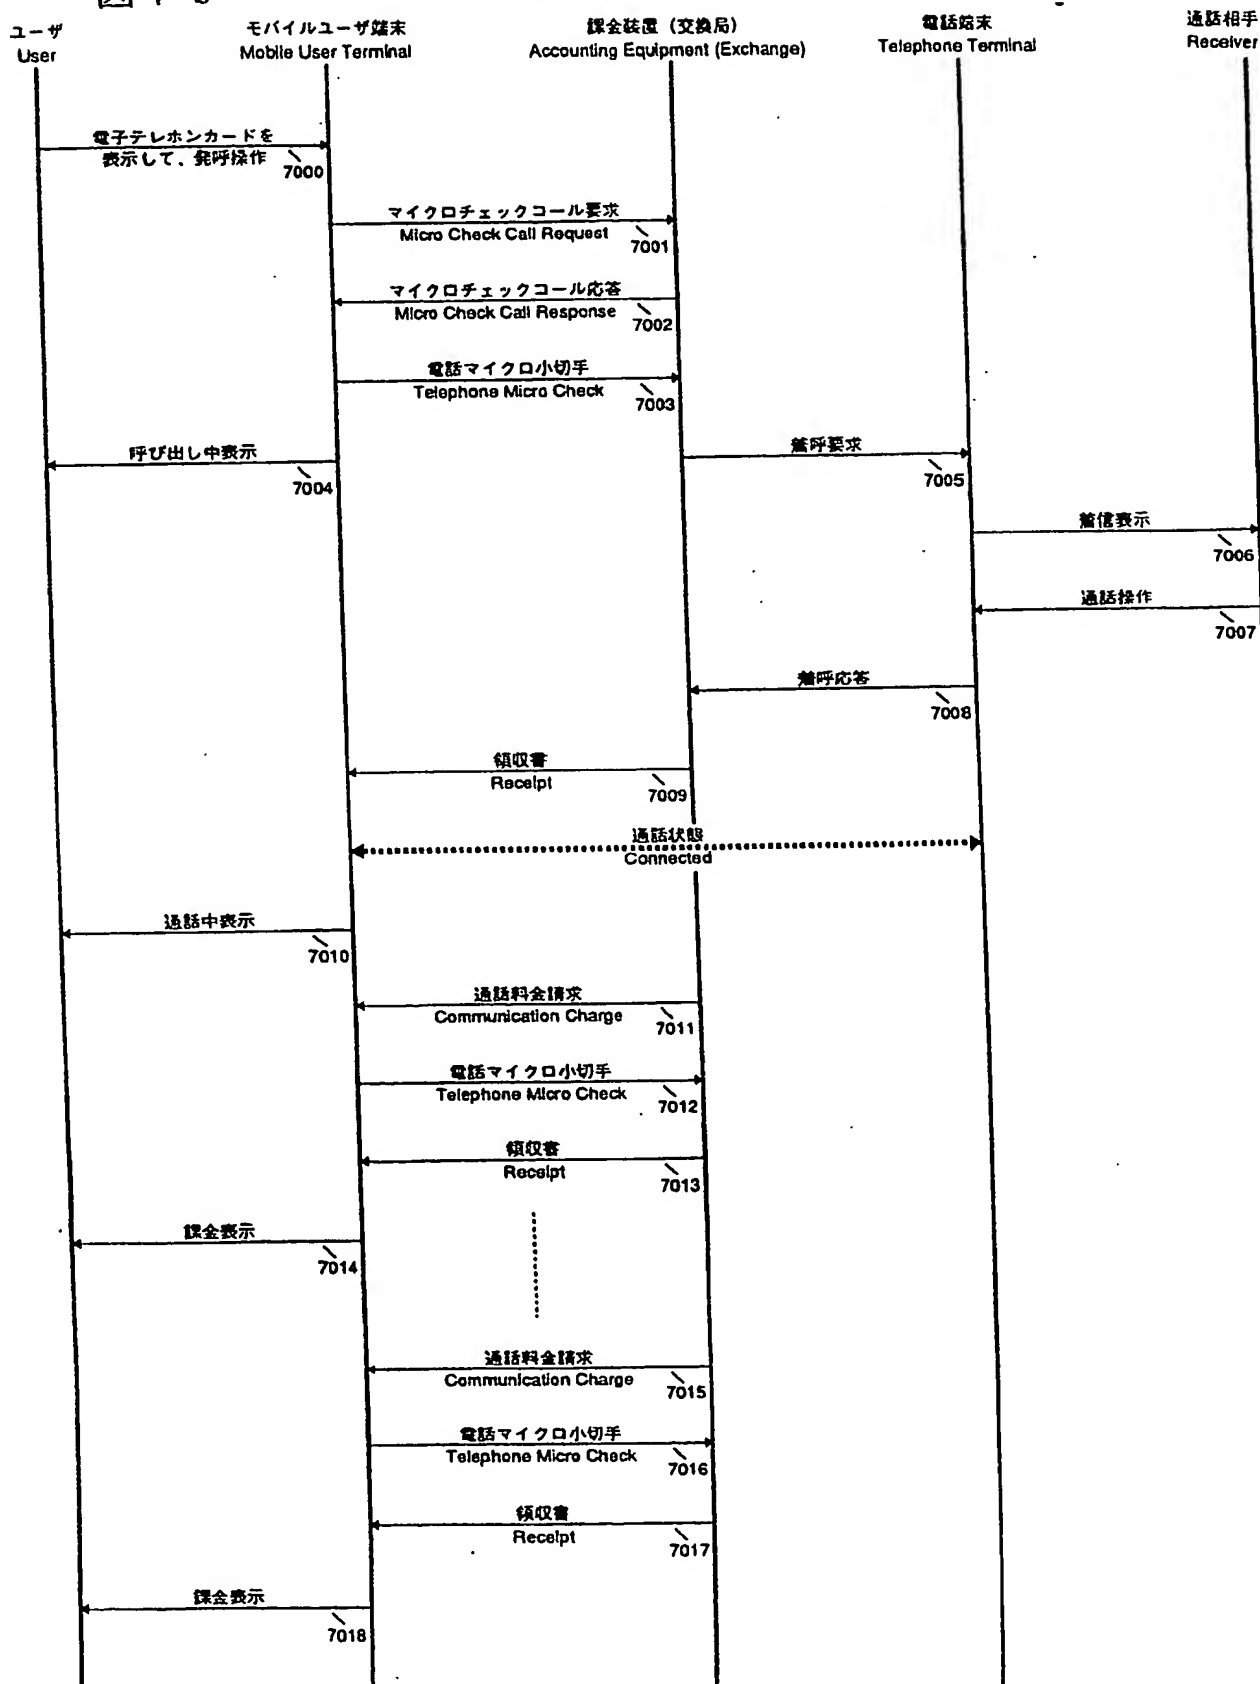 ユーザ
User
モバイルユーザ端末
Mobile User Terminal
課金装置（交換局）
Accounting Equipment (Exchange)
電話端末
Telephone Terminal
通話相手
Receiver
電子テレホンカードを
表示して、発呼操作
7000
マイクロチェックコール要求
Micro Check Call Request
7001
マイクロチェックコール応答
Micro Check Call Response
7002
電話マイクロ小切手
Telephone Micro Check
7003
呼び出し中表示
7004
着呼要求
7005
着信表示
7006
通話操作
7007
着呼応答
7008
領収書
Receipt
7009
通話状態
Connected
通話中表示
7010
通話料金請求
Communication Charge
7011
電話マイクロ小切手
Telephone Micro Check
7012
領収書
Receipt
7013
課金表示
7014
通話料金請求
Communication Charge
7015
電話マイクロ小切手
Telephone Micro Check
7016
領収書
Receipt
7017
課金表示
7018